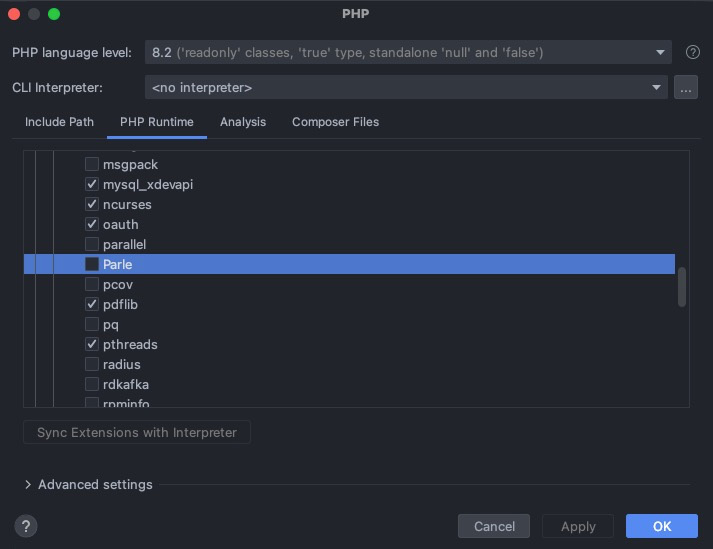 PHP
PHP language level: 8.2 ('readonly' classes, 'true' type, standalone 'null' and 'false') ?
CLI Interpreter: <no interpreter> ...
Include Path PHP Runtime Analysis Composer Files
msgpack
mysql_xdevapi
ncurses
oauth
parallel
Parle
pcov
pdflib
pq
pthreads
radius
rdkafka
rpminfo
Sync Extensions with Interpreter
Advanced settings
? Cancel Apply OK